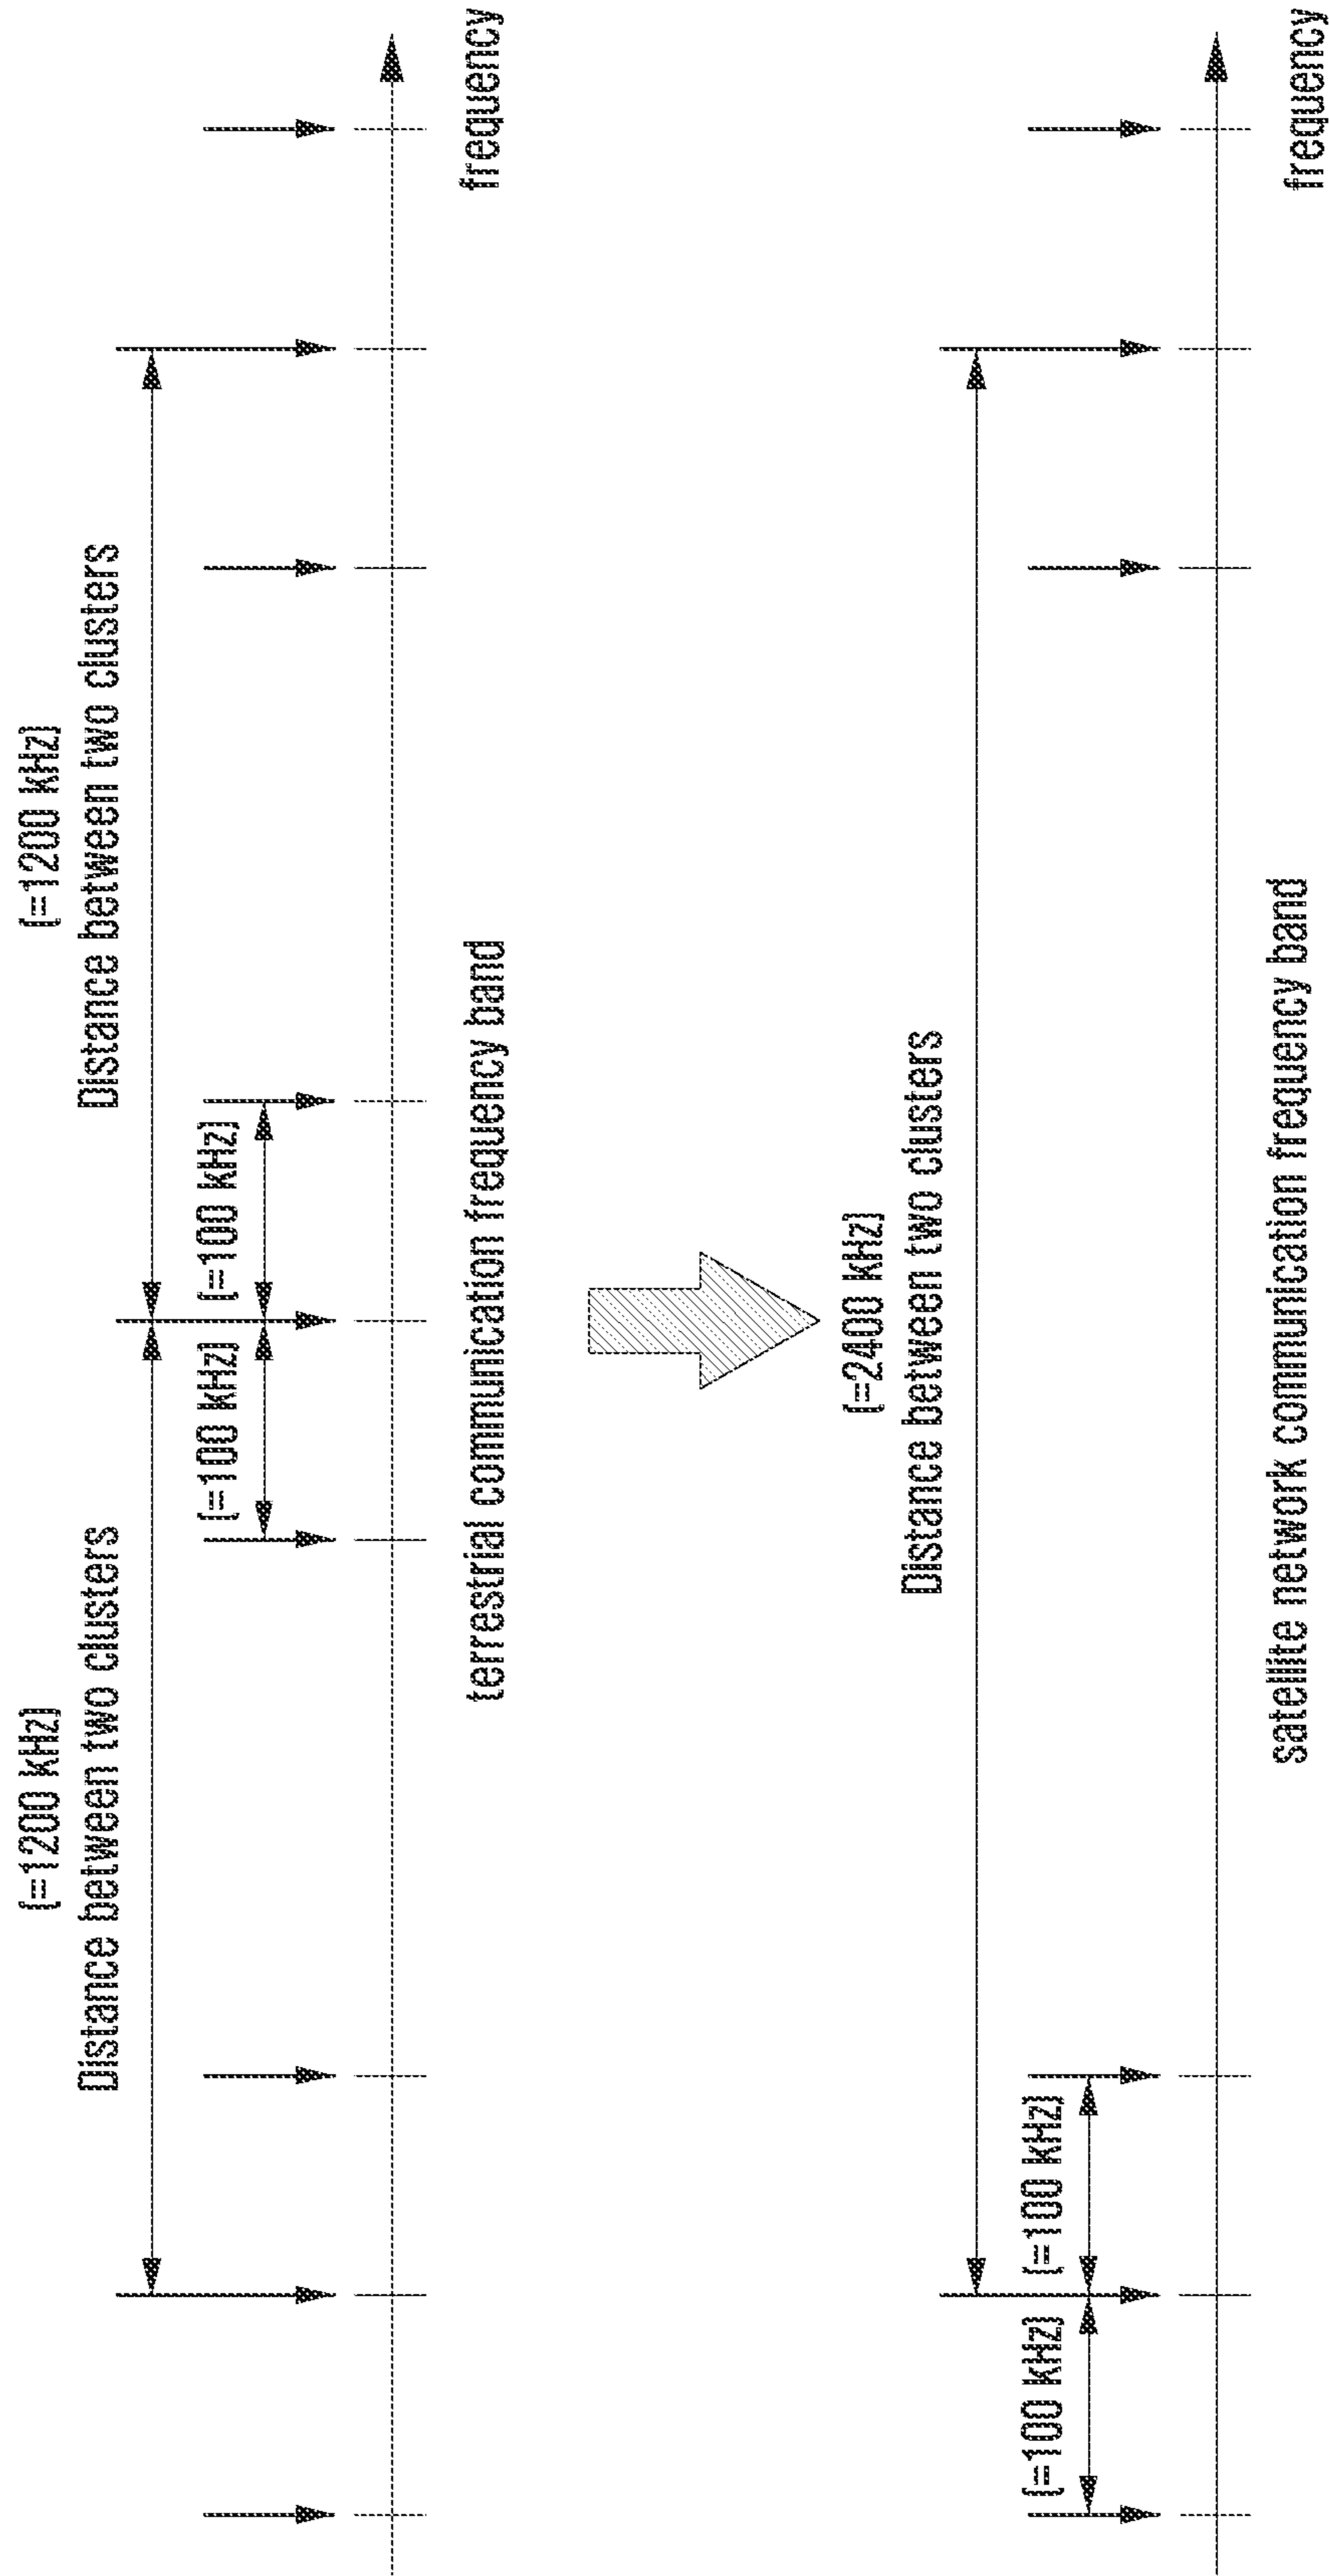 (=1200 kHz)
Distance between two clusters
(=1200 kHz)
Distance between two clusters
(=100 kHz)
(=100 kHz)
terrestrial communication frequency band
frequency
(=2400 kHz)
Distance between two clusters
(=100 kHz)
(=100 kHz)
satellite network communication frequency band
frequency